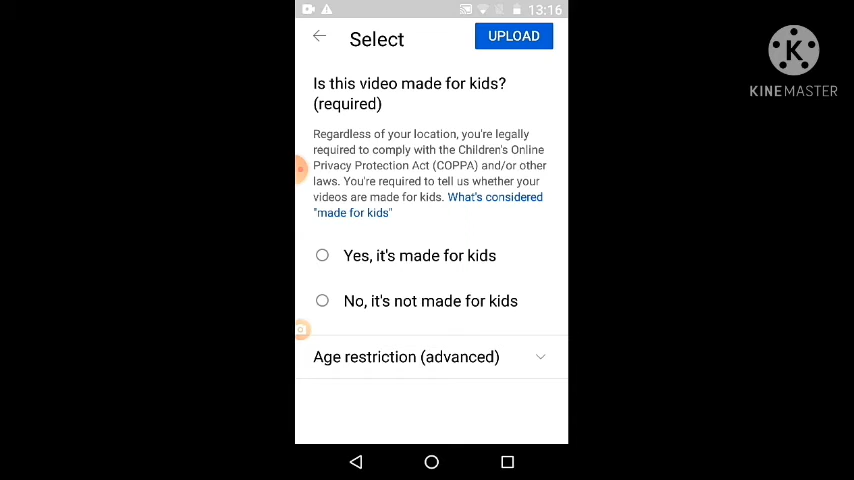 13:16
Select
UPLOAD
Is this video made for kids?
(required)
Regardless of your location, you're legally
required to comply with the Children's Online
Privacy Protection Act (COPPA) and/or other
laws. You're required to tell us whether your
videos are made for kids. What's considered
"made for kids"
Yes, it's made for kids
No, it's not made for kids
Age restriction (advanced)
K
KINEMASTER